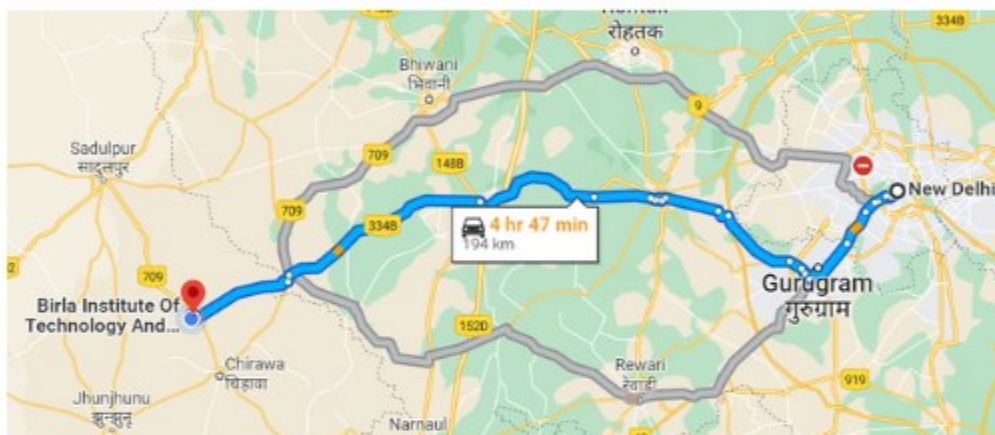 रोहतक
334B
Bhiwani
भिवानी
9
Sadulpur
सादुलपुर
709
148B
New Delhi
709
334B
4 hr 47 min
194 km
709
Birla Institute Of
Technology And...
Gurugram
गुरुग्राम
152D
Chirawa
चिड़ावा
Rewari
रेवाड़ी
919
Jhunjhunu
झुन्झुनू
Narnaul